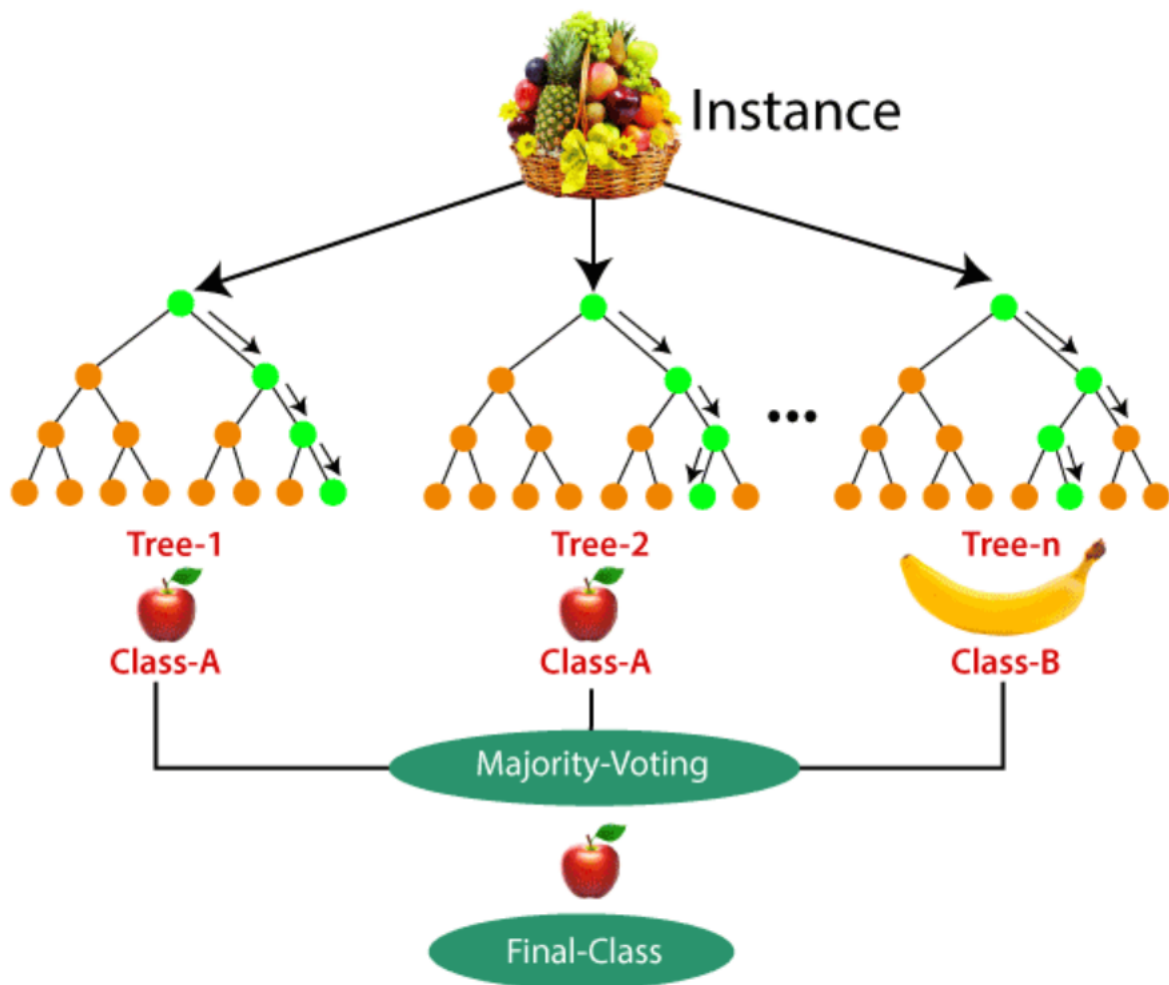 Instance
...
Tree-1
Tree-2
Tree-n
Class-A
Class-A
Class-B
Majority-Voting
Final-Class